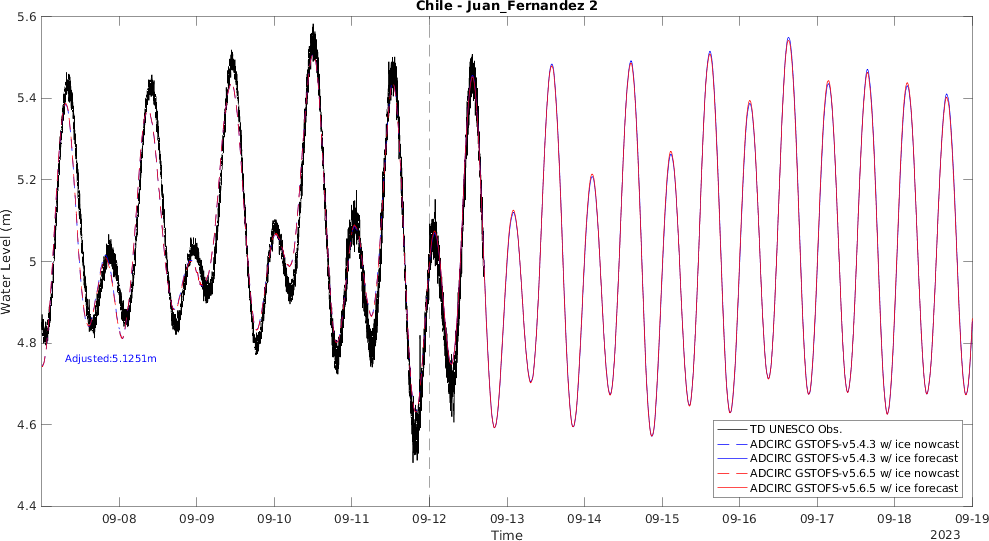 Chile - Juan_Fernandez 2
5.6
5.4
5.2
5
4.8
4.6
4.4
Water Level (m)
Adjusted:5.1251m
TD UNESCO Obs.
ADCIRC GSTOFS-v5.4.3 w/ ice nowcast
ADCIRC GSTOFS-v5.4.3 w/ ice forecast
ADCIRC GSTOFS-v5.6.5 w/ ice nowcast
ADCIRC GSTOFS-v5.6.5 w/ ice forecast
09-08 09-09 09-10 09-11 09-12 09-13 09-14 09-15 09-16 09-17 09-18 09-19
Time
2023